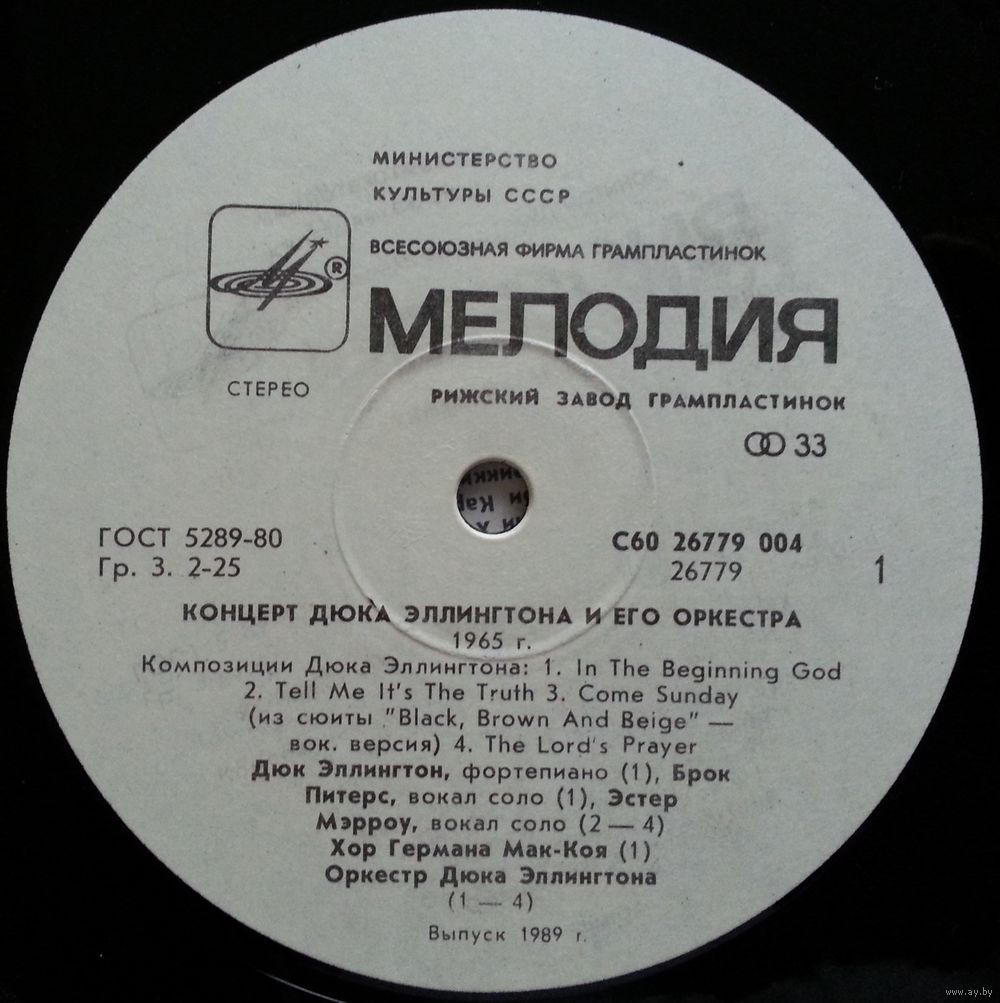 МИНИСТЕРСТВО
КУЛЬТУРЫ СССР
ВСЕСОЮЗНАЯ ФИРМА ГРАМПЛАСТИНОК
®
МЕЛОДИЯ
СТЕРЕО
РИЖСКИЙ ЗАВОД ГРАМПЛАСТИНОК
33
ГОСТ 5289-80
Гр. 3. 2-25
С60 26779 004
26779
1
КОНЦЕРТ ДЮКА ЭЛЛИНГТОНА И ЕГО ОРКЕСТРА
1965 г.
Композиции Дюка Эллингтона: 1. In The Beginning God
2. Tell Me It's The Truth 3. Come Sunday
(из сюиты "Black, Brown And Beige" —
вок. версия) 4. The Lord's Prayer
Дюк Эллингтон, фортепиано (1), Брок
Питерс, вокал соло (1), Эстер
Мэрроу, вокал соло (2 — 4)
Хор Германа Мак-Коя (1)
Оркестр Дюка Эллингтона
(1 — 4)
Выпуск 1989 г.
www.ay.by